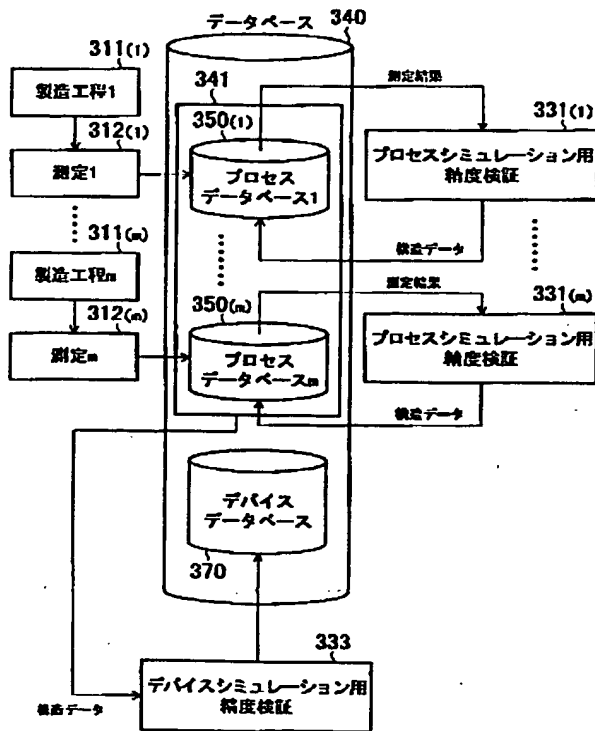 データベース
340
311(1)
製造工程1
312(1)
測定1
311(m)
製造工程m
312(m)
測定m
341
350(1)
プロセス
データベース1
350(m)
プロセス
データベースm
測定結果
331(1)
プロセスシミュレーション用
精度検証
構造データ
測定結果
331(m)
プロセスシミュレーション用
精度検証
構造データ
デバイス
データベース
370
333
デバイスシミュレーション用
精度検証
構造データ